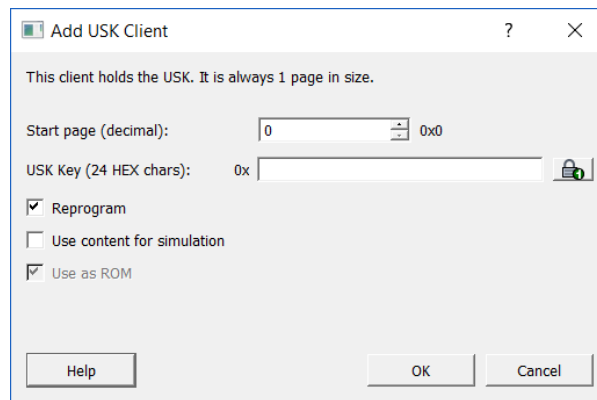 Add USK Client ?
This client holds the USK. It is always 1 page in size.
Start page (decimal): 0 0x0
USK Key (24 HEX chars): 0x
Reprogram
Use content for simulation
Use as ROM
Help OK Cancel